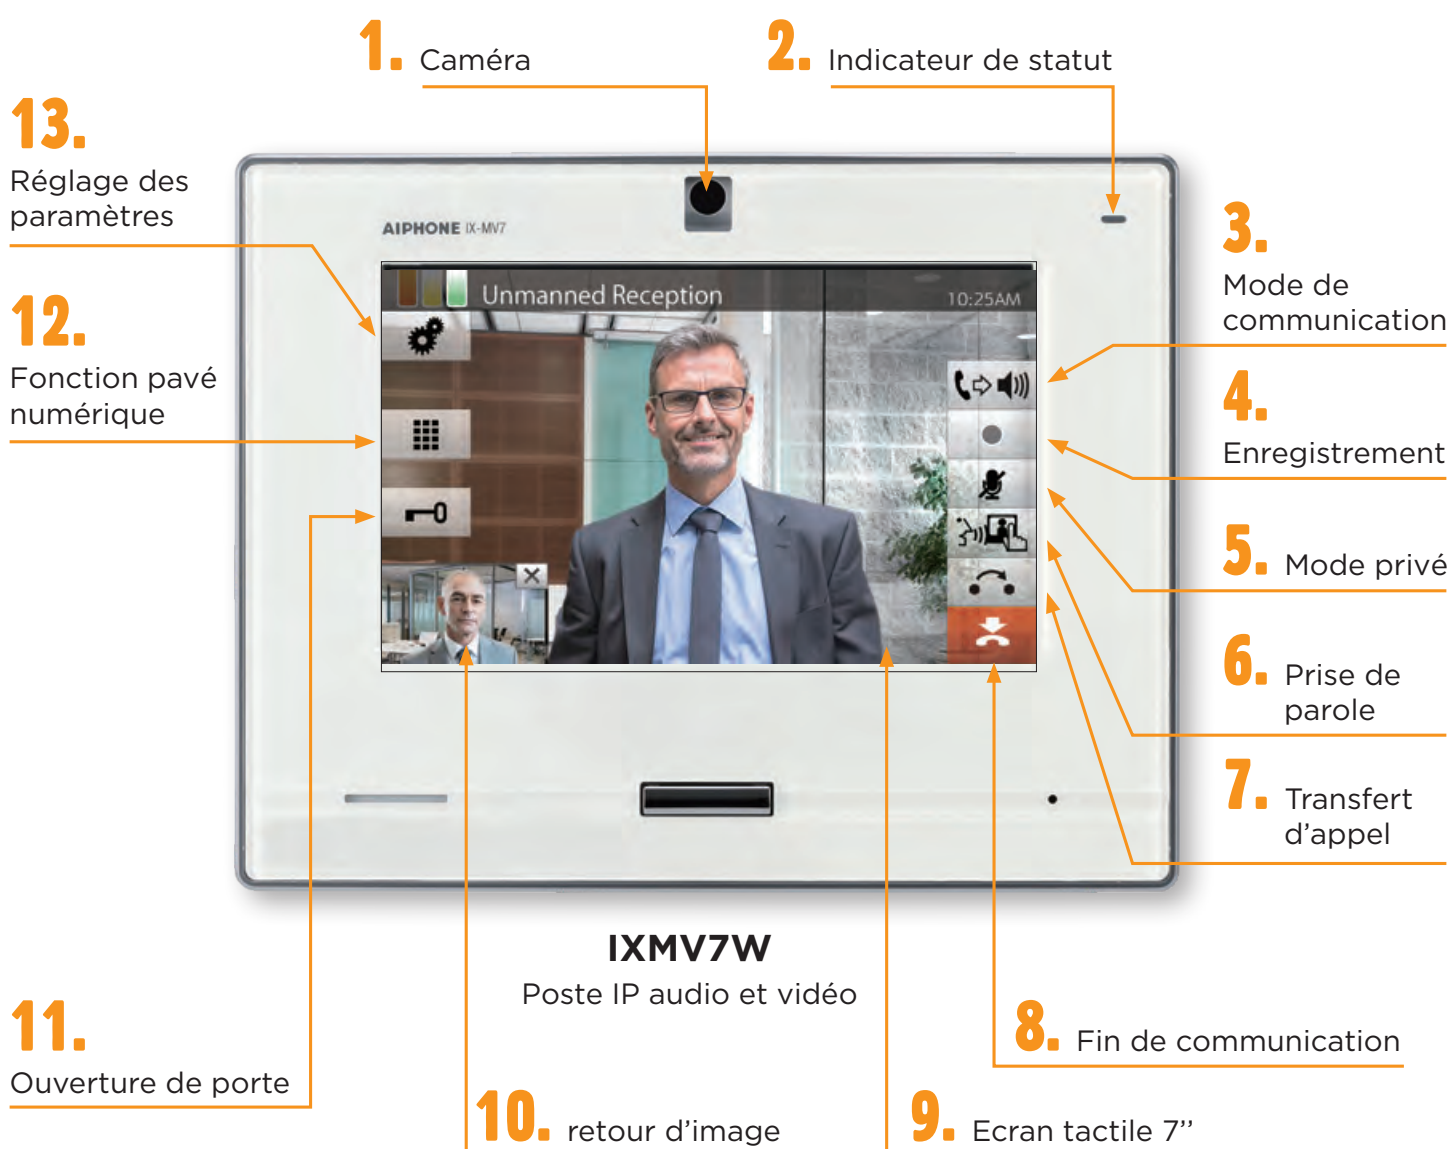 1. Caméra
2. Indicateur de statut
13.
Réglage des
paramètres
AIPHONE IX-MV7
3.
Mode de
communication
Unmanned Reception
10:25AM
12.
Fonction pavé
numérique
4.
Enregistrement
5. Mode privé
6. Prise de
parole
7. Transfert
d'appel
IXMV7W
Poste IP audio et vidéo
11.
Ouverture de porte
8. Fin de communication
10. retour d'image
9. Ecran tactile 7''